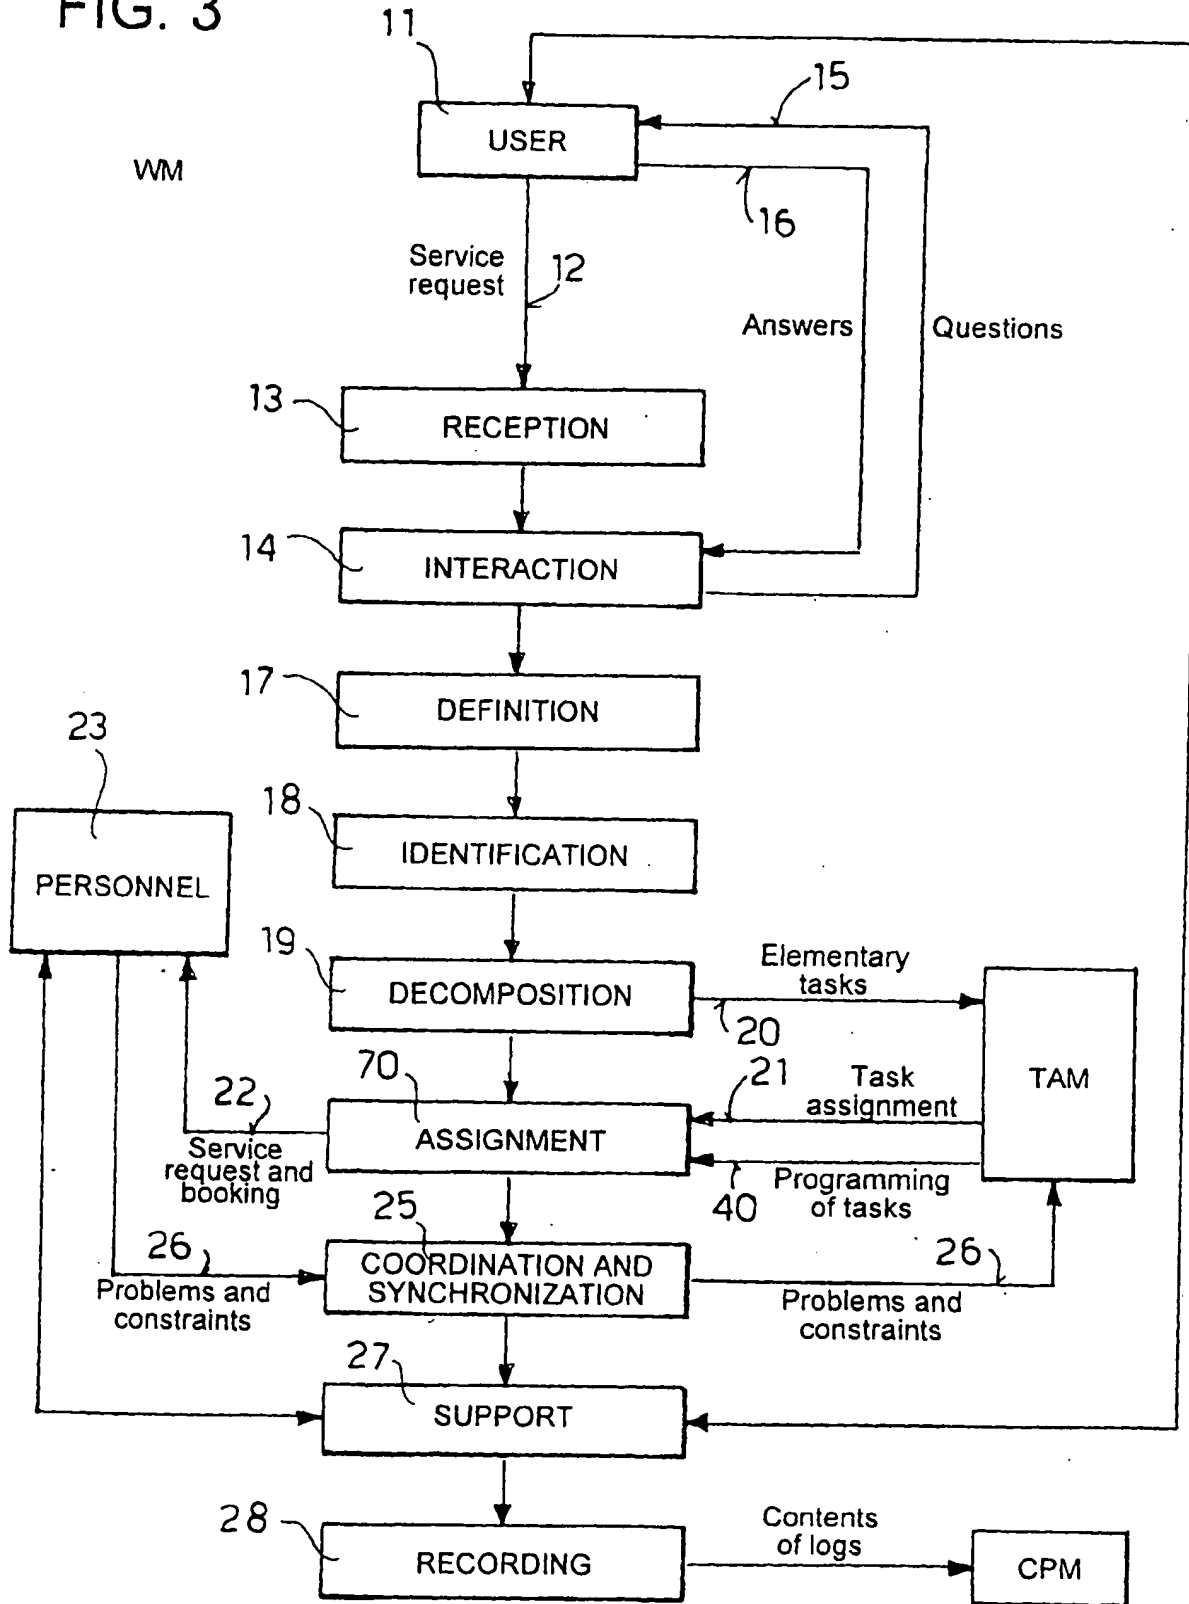 FIG. 3
11
15
USER
WM
16
Service
request
12
Answers
Questions
13
RECEPTION
14
INTERACTION
17
DEFINITION
23
18
IDENTIFICATION
PERSONNEL
19
DECOMPOSITION
Elementary
tasks
20
TAM
70
21
Task
assignment
22
ASSIGNMENT
Service
request and
booking
40
Programming
of tasks
25
26
COORDINATION AND
SYNCHRONIZATION
26
Problems and
constraints
Problems and
constraints
27
SUPPORT
28
RECORDING
Contents
of logs
CPM